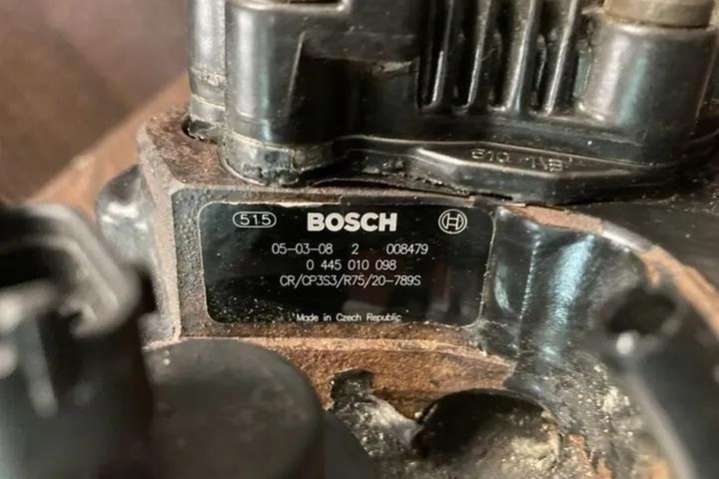 515 BOSCH
05-03-08 2 008479
0 445 010 098
CR/CP3S3/R75/20-789S
Made in Czech Republic